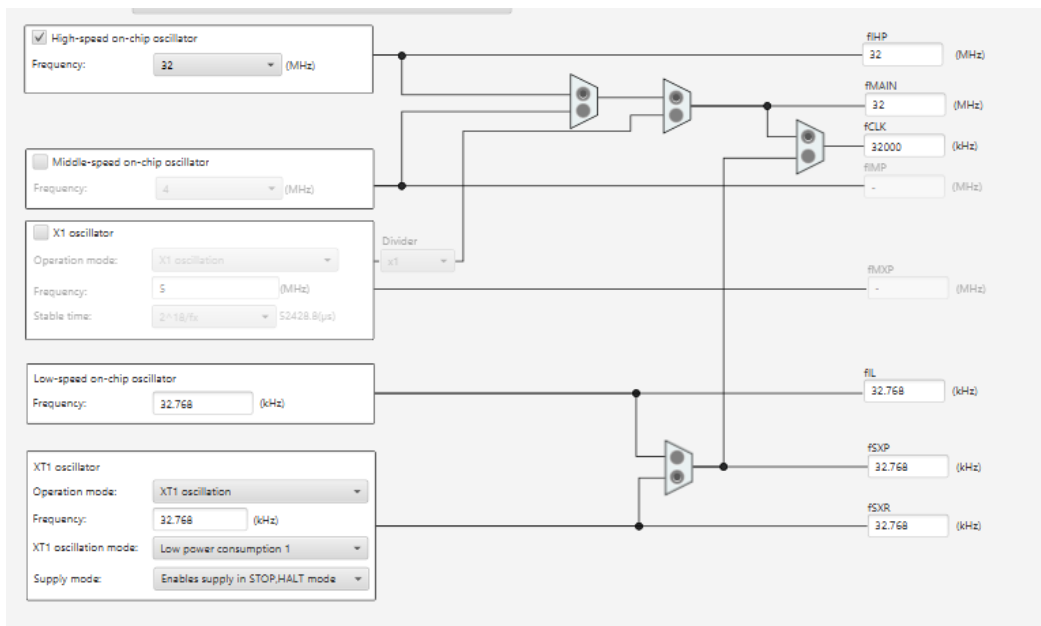 High-speed on-chip oscillator
Frequency: 32 (MHz)
fIHP
32 (MHz)
fMAIN
32 (MHz)
fCLK
32000 (kHz)
Middle-speed on-chip oscillator
Frequency: 4 (MHz)
fIMP
- (MHz)
X1 oscillator
Operation mode: X1 oscillation
Frequency: 5 (MHz)
Stable time: 2^18/fx 52428.8(µs)
Divider
x1
fMXP
- (MHz)
Low-speed on-chip oscillator
Frequency: 32.768 (kHz)
fIL
32.768 (kHz)
XT1 oscillator
Operation mode: XT1 oscillation
Frequency: 32.768 (kHz)
XT1 oscillation mode: Low power consumption 1
Supply mode: Enables supply in STOP,HALT mode
fSXP
32.768 (kHz)
fSXR
32.768 (kHz)